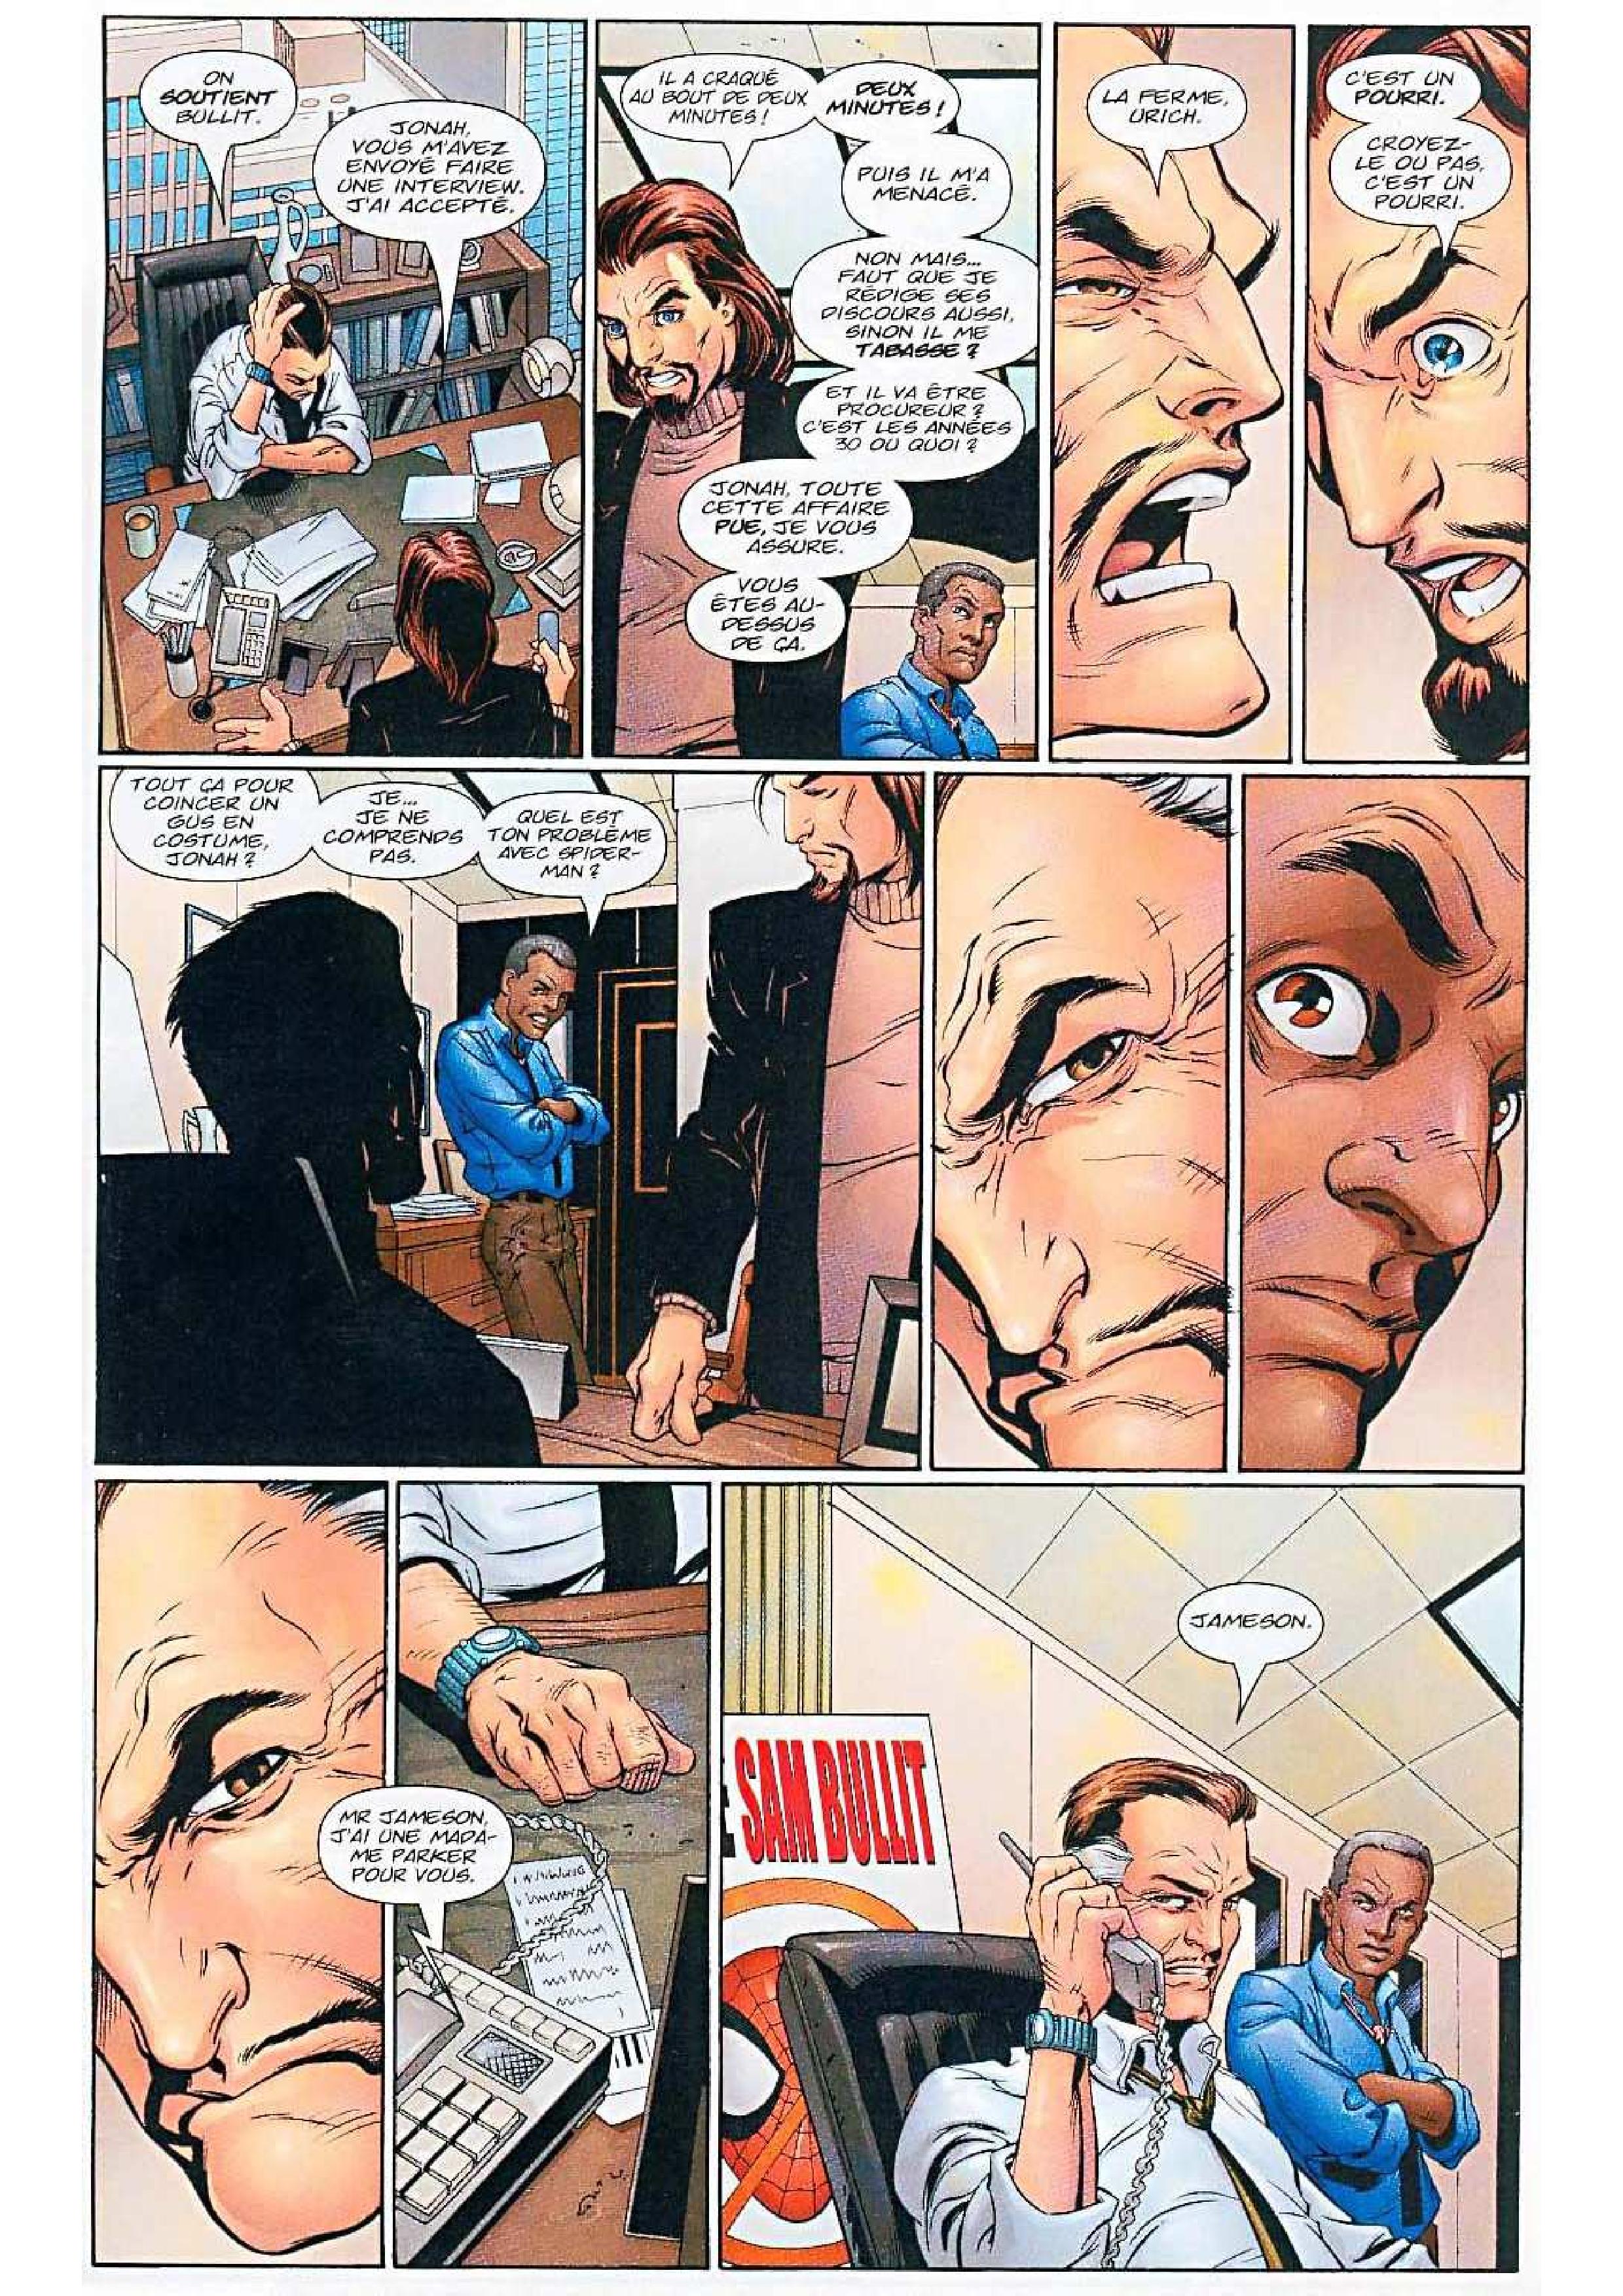 ON
SOUTIENT
BULLIT.
JONAH,
VOUS M'AVEZ
ENVOYÉ FAIRE
UNE INTERVIEW.
J'AI ACCEPTÉ.
IL A CRAQUÉ
AU BOUT DE DEUX
MINUTES !
DEUX
MINUTES !
PUIS IL M'A
MENACÉ.
NON MAIS...
FAUT QUE JE
RÉDIGE SES
DISCOURS AUSSI,
SINON IL ME
TABASSE ?
ET IL VA ÊTRE
PROCUREUR ?
C'EST LES ANNÉES
30 OU QUOI ?
JONAH, TOUTE
CETTE AFFAIRE
PUE, JE VOUS
ASSURE.
VOUS
ÊTES AU-
DESSUS
DE ÇA.
LA FERME,
URICH.
C'EST UN
POURRI.
CROYEZ-
LE OU PAS,
C'EST UN
POURRI.
TOUT ÇA POUR
COINCER UN
GUS EN
COSTUME,
JONAH ?
JE...
JE NE
COMPRENDS
PAS.
QUEL EST
TON PROBLÈME
AVEC SPIDER-
MAN ?
MR JAMESON,
J'AI UNE MADA-
ME PARKER
POUR VOUS.
JAMESON.
SAM BULLIT